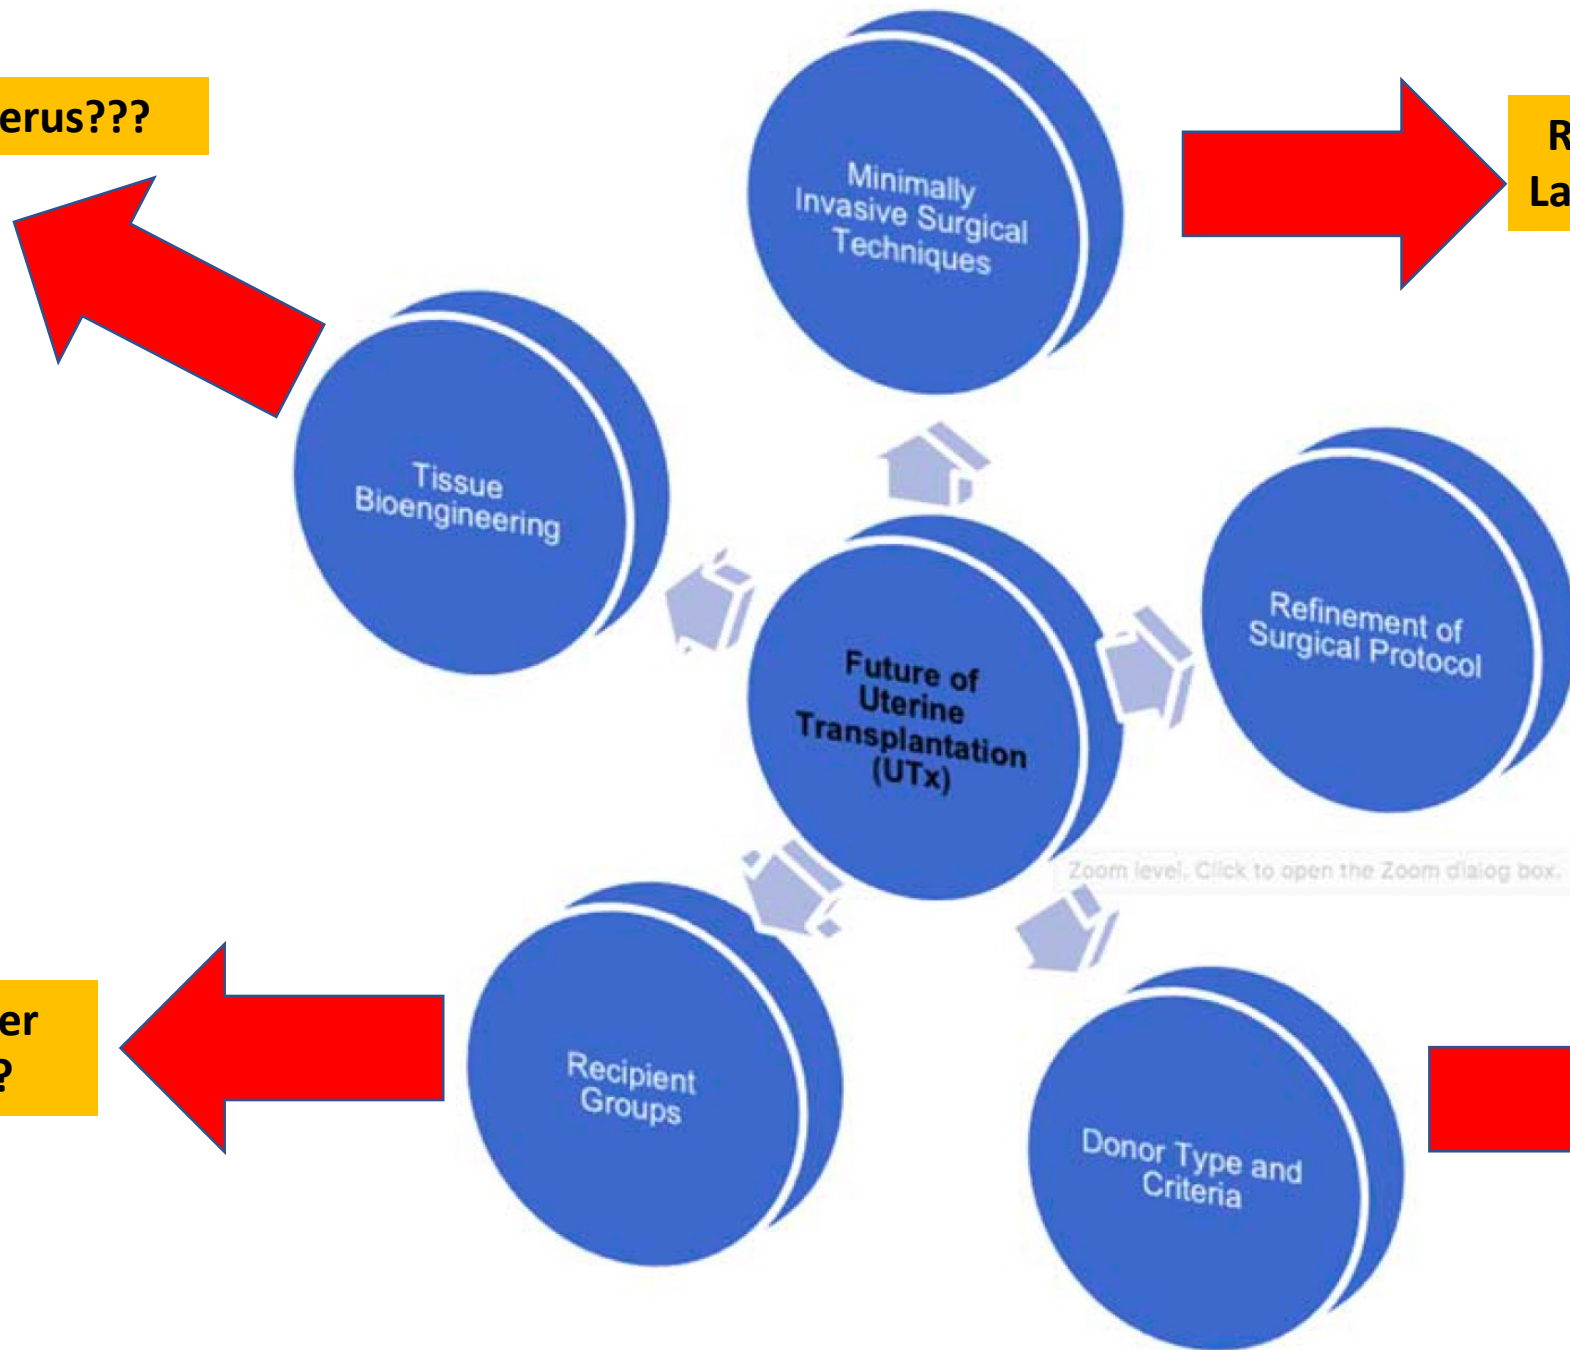 erus???
Minimally
Invasive Surgical
Techniques
R
La
Tissue
Bioengineering
Refinement of
Surgical Protocol
Future of
Uterine
Transplantation
(UTx)
Zoom level. Click to open the Zoom dialog box.
er
?
Recipient
Groups
Donor Type and
Criteria